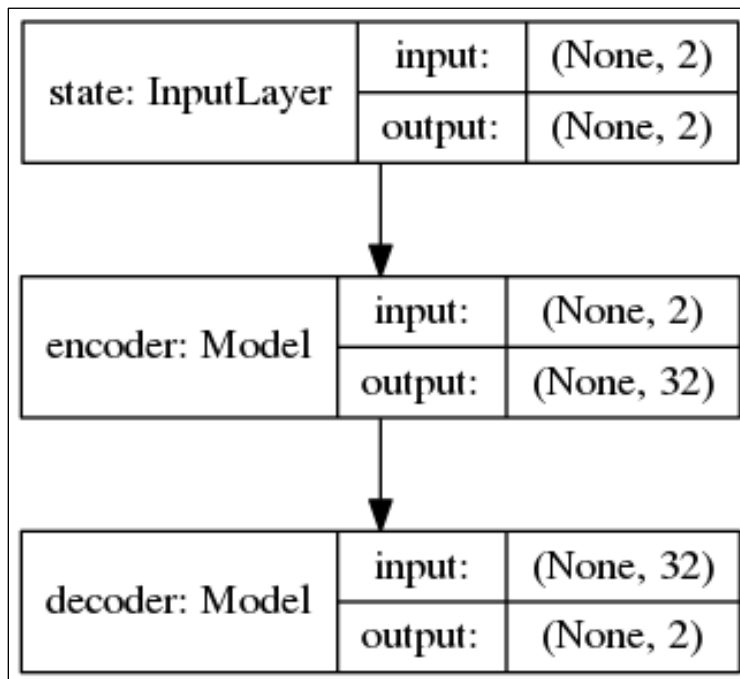 state: InputLayer
input: (None, 2)
output: (None, 2)
encoder: Model
input: (None, 2)
output: (None, 32)
decoder: Model
input: (None, 32)
output: (None, 2)